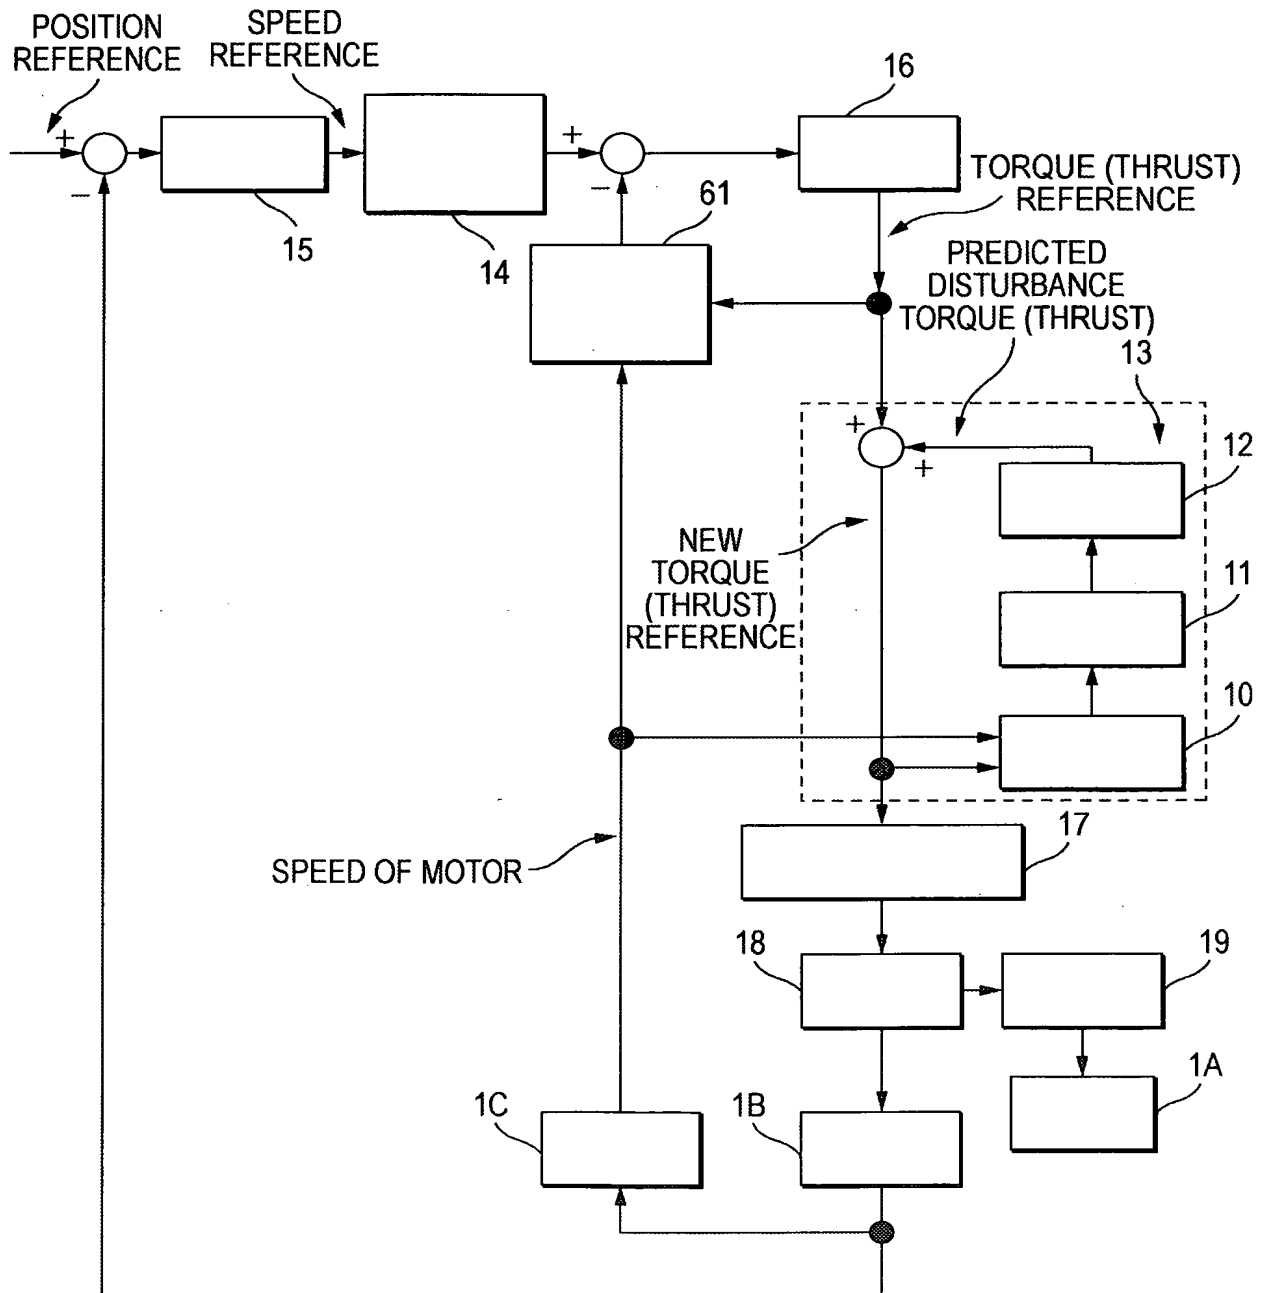 POSITION
REFERENCE
SPEED
REFERENCE
16
+
−
15
14
+
−
61
TORQUE (THRUST)
REFERENCE
PREDICTED
DISTURBANCE
TORQUE (THRUST)
13
+
+
12
NEW
TORQUE
(THRUST)
REFERENCE
11
10
17
SPEED OF MOTOR
18
19
1A
1C
1B